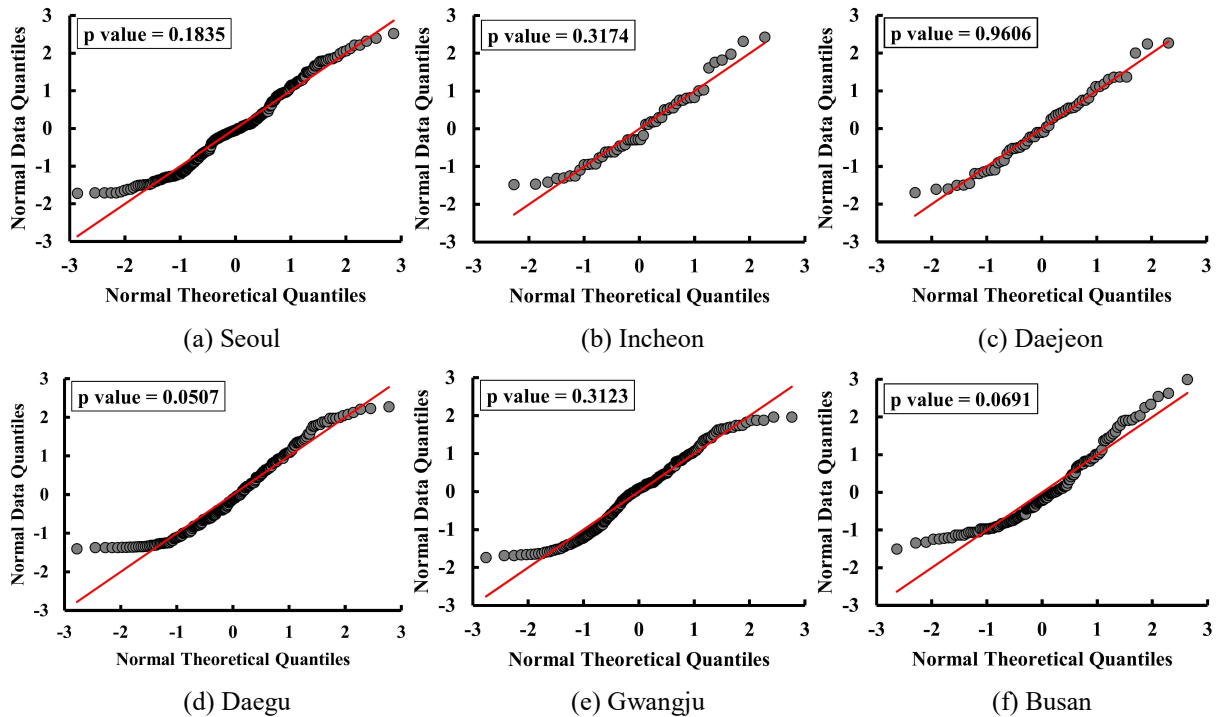 p value = 0.1835
3
2
1
0
-1
-2
-3
-3 -2 -1 0 1 2 3
Normal Data Quantiles
Normal Theoretical Quantiles
(a) Seoul
p value = 0.3174
3
2
1
0
-1
-2
-3
-3 -2 -1 0 1 2 3
Normal Data Quantiles
Normal Theoretical Quantiles
(b) Incheon
p value = 0.9606
3
2
1
0
-1
-2
-3
-3 -2 -1 0 1 2 3
Normal Data Quantiles
Normal Theoretical Quantiles
(c) Daejeon
p value = 0.0507
3
2
1
0
-1
-2
-3
-3 -2 -1 0 1 2 3
Normal Data Quantiles
Normal Theoretical Quantiles
(d) Daegu
p value = 0.3123
3
2
1
0
-1
-2
-3
-3 -2 -1 0 1 2 3
Normal Data Quantiles
Normal Theoretical Quantiles
(e) Gwangju
p value = 0.0691
3
2
1
0
-1
-2
-3
-3 -2 -1 0 1 2 3
Normal Data Quantiles
Normal Theoretical Quantiles
(f) Busan